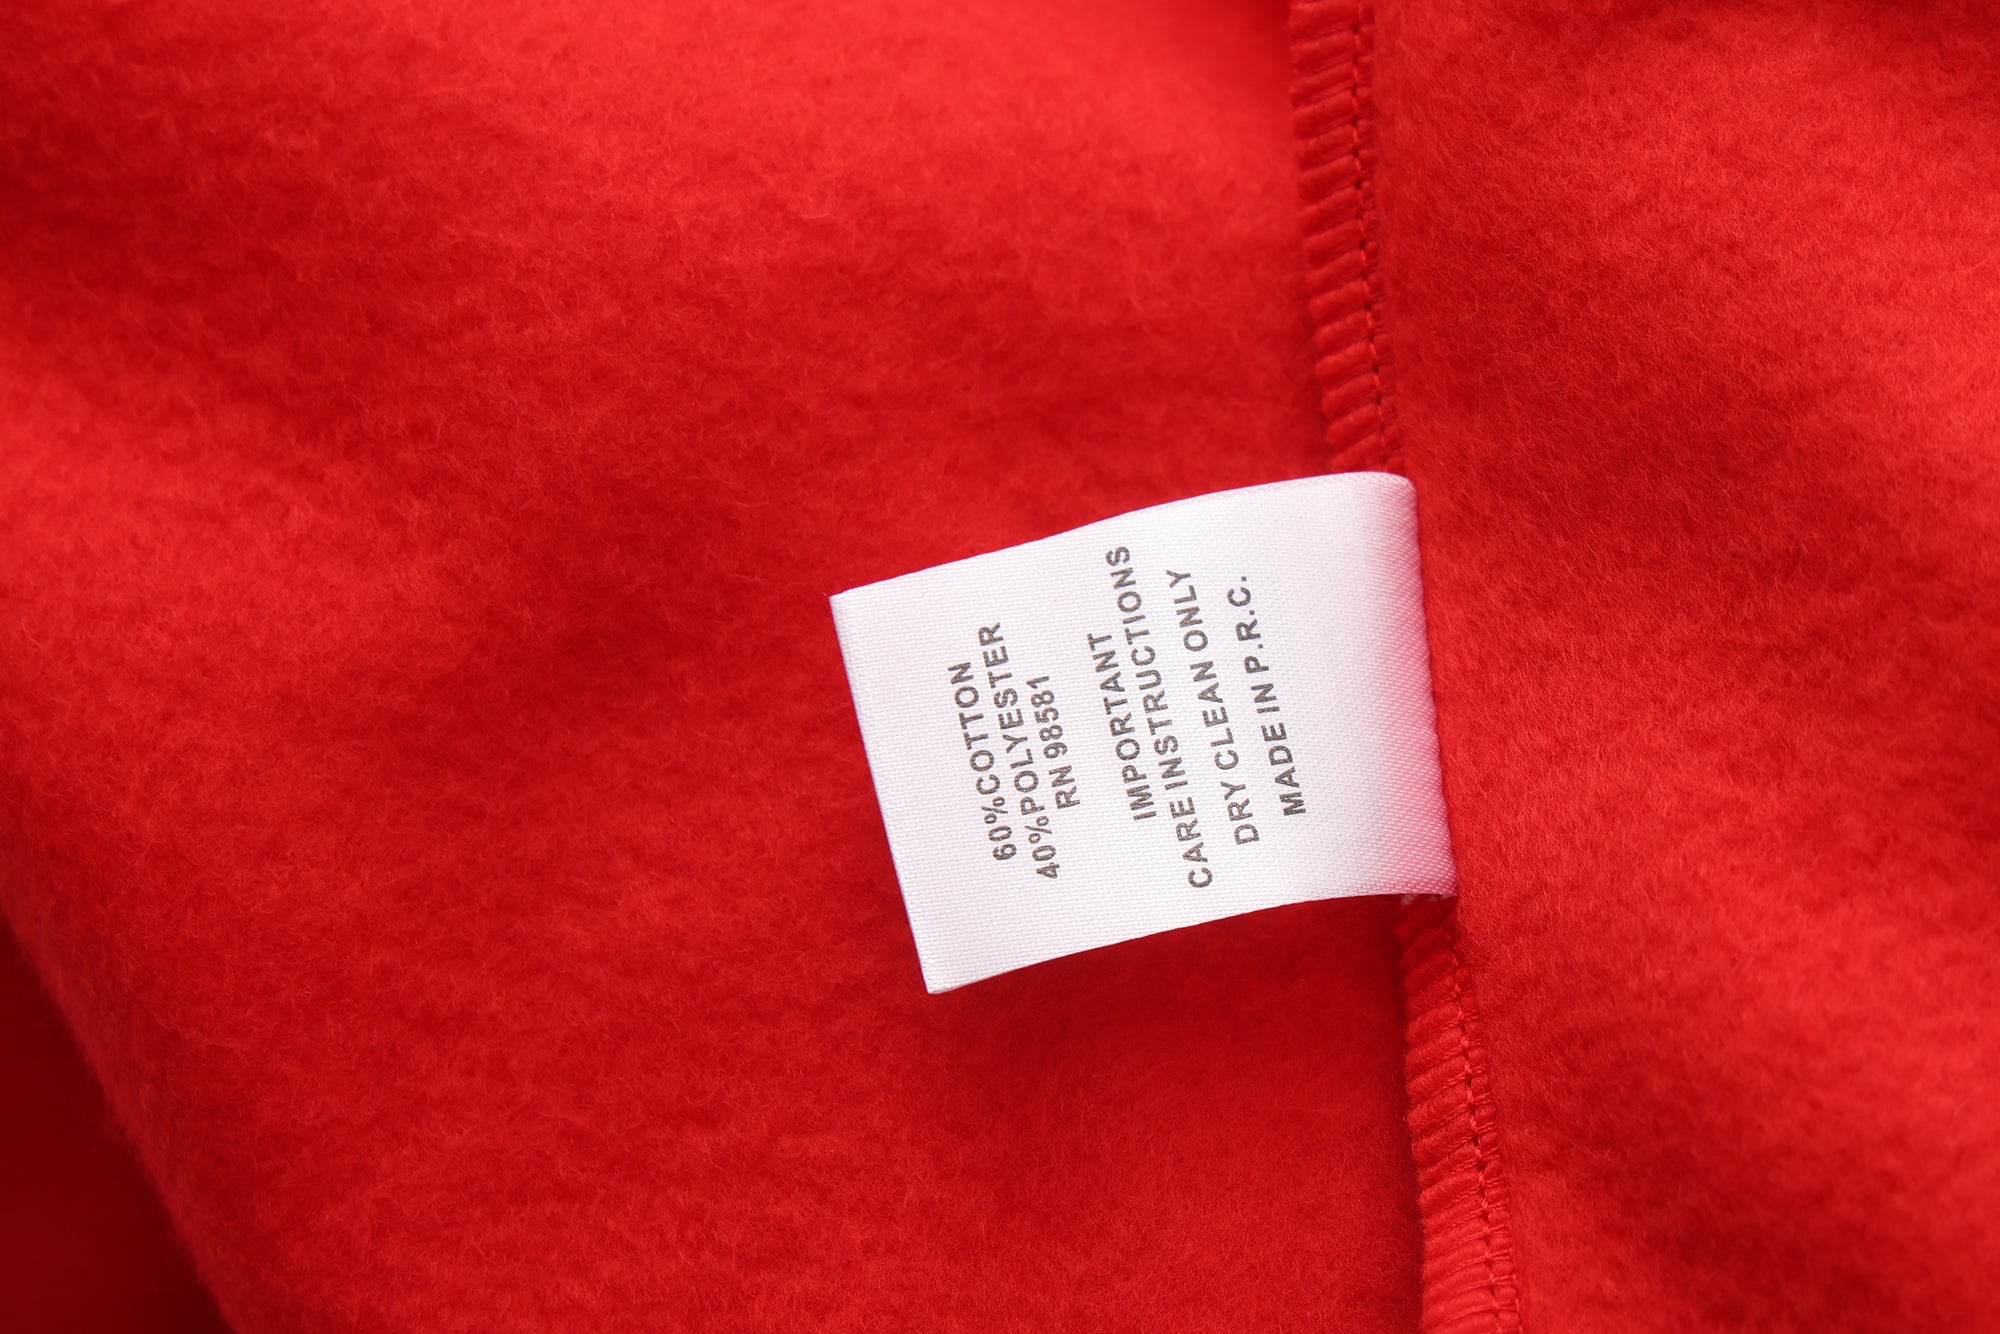 60%COTTON
40%POLYESTER
RN 98581
IMPORTANT
CARE INSTRUCTIONS
DRY CLEAN ONLY
MADE IN P.R.C.